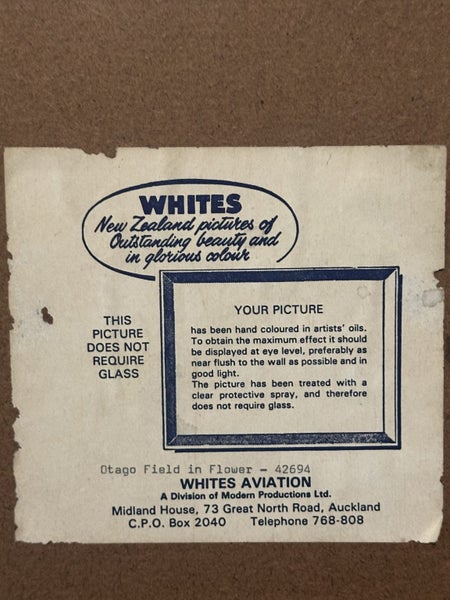 WHITES
New Zealand pictures of
Outstanding beauty and
in glorious colour
THIS
PICTURE
DOES NOT
REQUIRE
GLASS
YOUR PICTURE
has been hand coloured in artists' oils.
To obtain the maximum effect it should
be displayed at eye level, preferably as
near flush to the wall as possible and in
good light.
The picture has been treated with a
clear protective spray, and therefore
does not require glass.
Otago Field in Flower - 42694
WHITES AVIATION
A Division of Modern Productions Ltd.
Midland House, 73 Great North Road, Auckland
C.P.O. Box 2040 Telephone 768-808